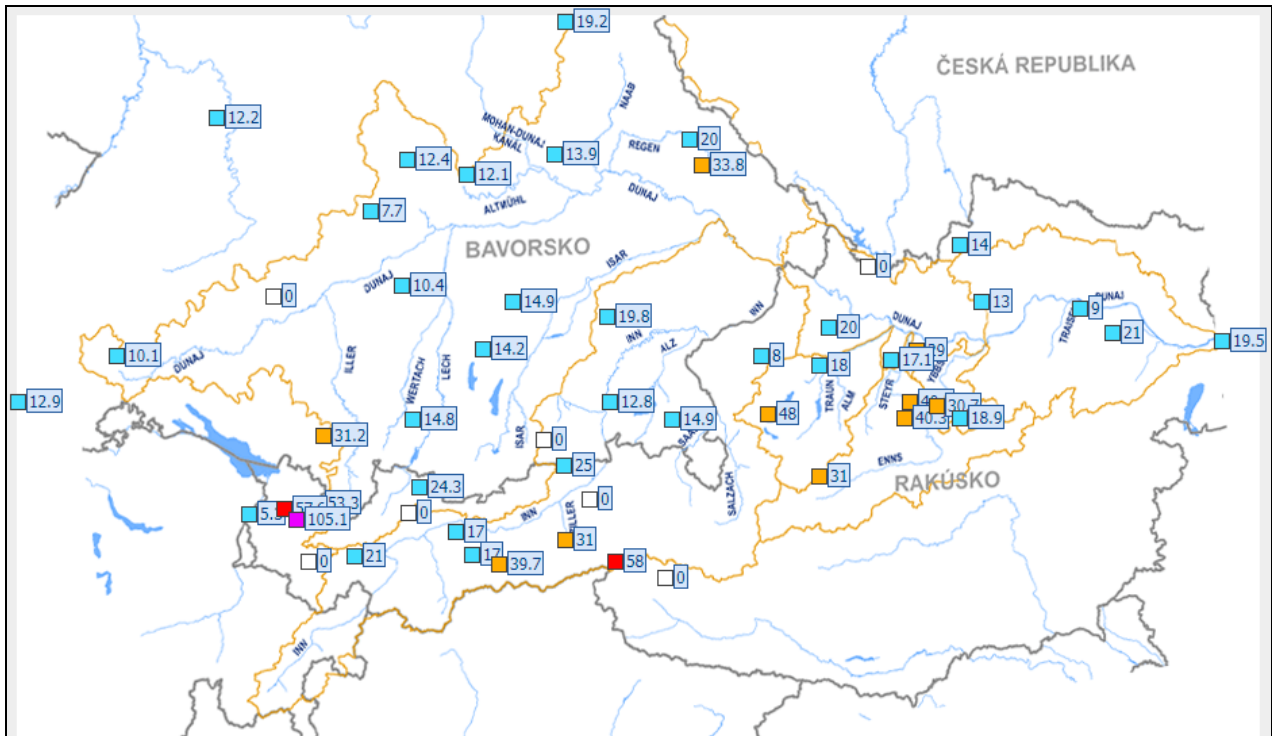 19.2
ČESKÁ REPUBLIKA
NAAB
12.2
MOHAN-DUNAJ
KANÁL
REGEN
20
12.4
13.9
33.8
12.1
DUNAJ
7.7
ALTMÜHL
BAVORSKO
14
ISAR
0
DUNAJ
10.4
0
14.9
INN
13
DUNAJ
9
TRAISEN
19.8
DUNAJ
20
21
INN
ALZ
19.5
10.1
DUNAJ
ILLER
14.2
8
18
17.1
WERTACH
LECH
YBBS
TRAUN
ALM
STEYR
12.9
12.8
30.7
14.8
14.9
48
40.3
18.9
31.2
ISAR
0
25
ENNS
31
RAKÚSKO
24.3
SALZACH
0
53.3
105.1
0
INN
17
31
0
21
17
39.7
58
0
INN